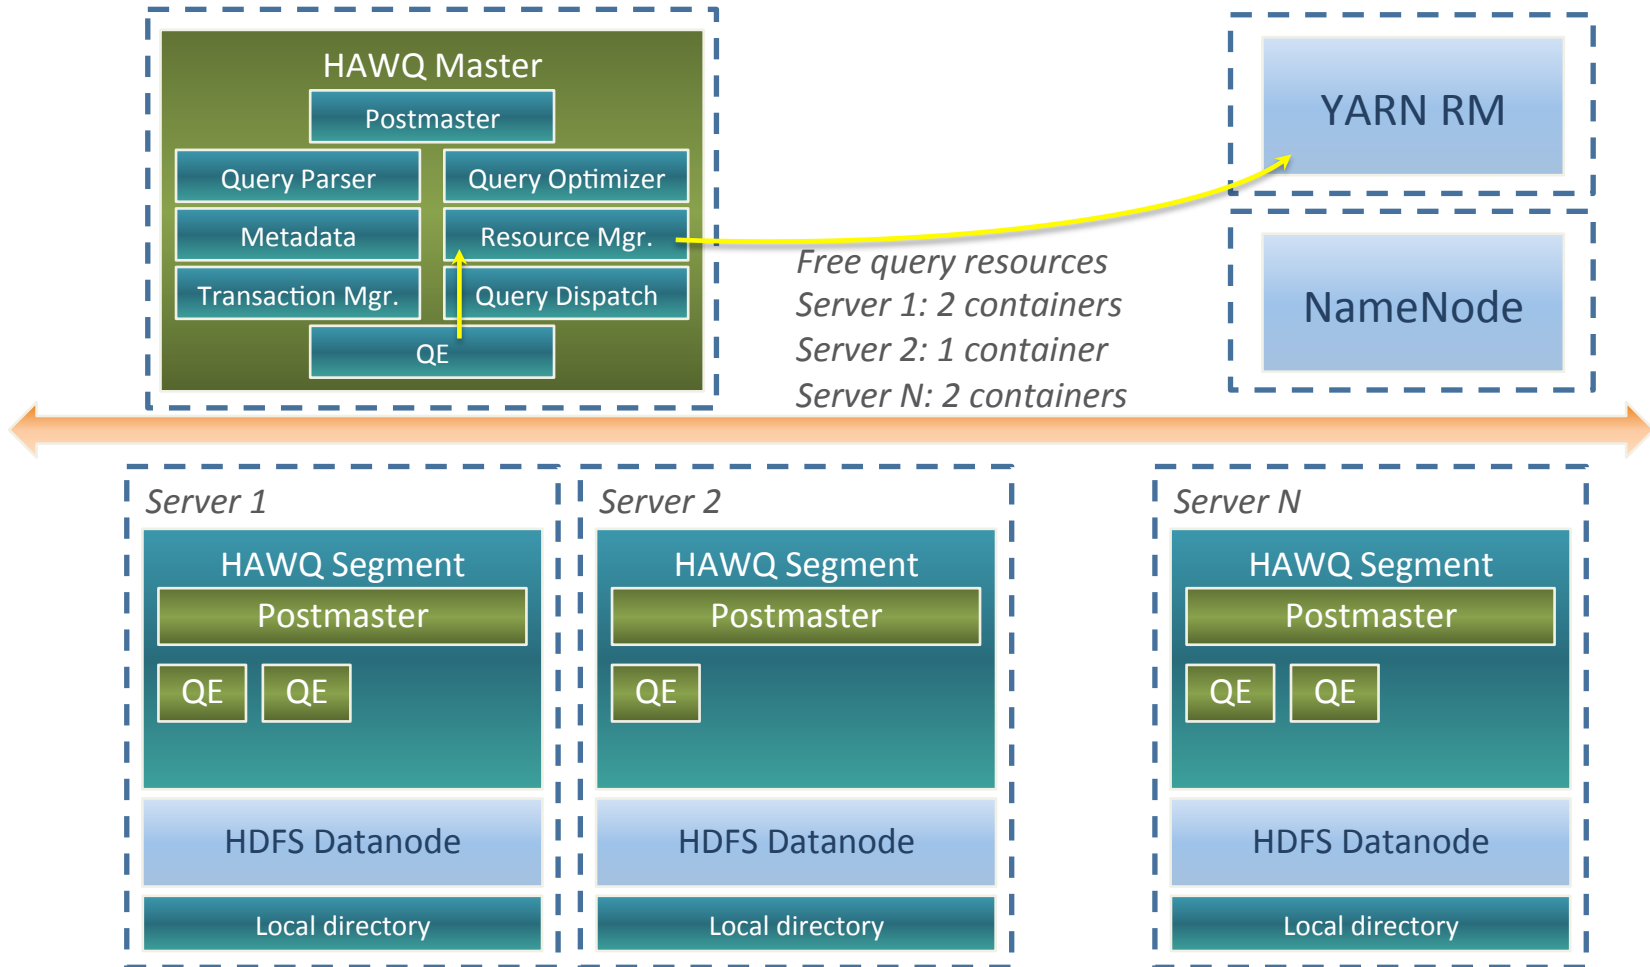 HAWQ Master
Postmaster
Query Parser
Query Optimizer
Metadata
Resource Mgr.
Transaction Mgr.
Query Dispatch
QE
YARN RM
NameNode
Free query resources
Server 1: 2 containers
Server 2: 1 container
Server N: 2 containers
Server 1
HAWQ Segment
Postmaster
QE
QE
HDFS Datanode
Local directory
Server 2
HAWQ Segment
Postmaster
QE
HDFS Datanode
Local directory
Server N
HAWQ Segment
Postmaster
QE
QE
HDFS Datanode
Local directory